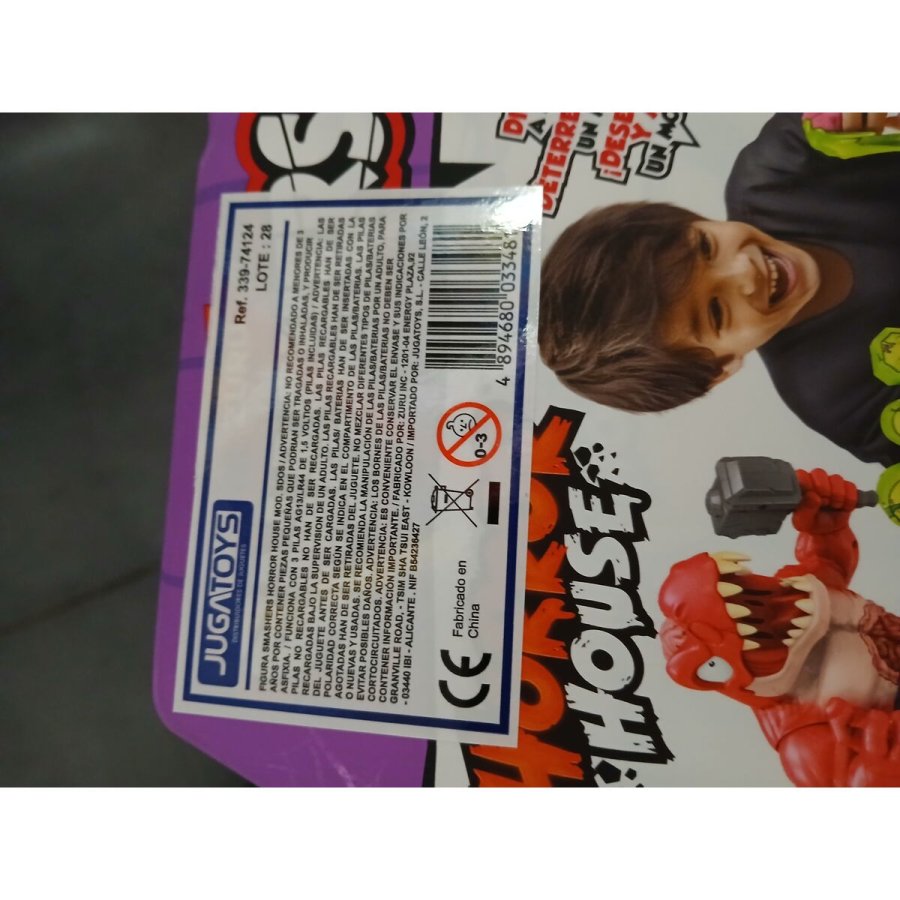 JUGATOYS
DISTRIBUIDORES DE JUGUETES
Ref. 339-74124
LOTE : 28
FIGURA SMASHERS HORROR HOUSE MOD. SDOS / ADVERTENCIA: NO RECOMENDADO A MENORES DE 3
AÑOS POR CONTENER PIEZAS PEQUEÑAS QUE PODRIAN SER TRAGADAS O INHALADAS, Y PRODUCIR
ASFIXIA. / FUNCIONA CON 3 PILAS AG13/LR44 DE 1,5 VOLTIOS (PILAS INCLUIDAS) / ADVERTENCIA: LAS
PILAS NO RECARGABLES NO HAN DE SER RECARGADAS. LAS PILAS RECARGABLES HAN DE SER
RECARGADAS BAJO LA SUPERVISIÓN DE UN ADULTO. LAS PILAS RECARGABLES HAN DE SER RETIRADAS
DEL JUGUETE ANTES DE SER CARGADAS. LAS PILAS/ BATERIAS HAN DE SER INSERTADAS CON LA
POLARIDAD CORRECTA SEGÚN SE INDICA EN EL COMPARTIMENTO DE LAS PILAS/BATERIAS. LAS PILAS
AGOTADAS HAN DE SER RETIRADAS DEL JUGUETE. NO MEZCLAR DIFERENTES TIPOS DE PILAS/BATERIAS
O NUEVAS Y USADAS. SE RECOMIENDA LA MANIPULACIÓN DE LAS PILAS/BATERIAS POR UN ADULTO, PARA
EVITAR POSIBLES DAÑOS. ADVERTENCIA: LOS BORNES DE LAS PILAS/BATERIAS NO DEBEN SER
CORTOCIRCUITADOS. ADVERTENCIA: ES CONVENIENTE CONSERVAR EL ENVASE Y SUS INDICACIONES POR
CONTENER INFORMACIÓN IMPORTANTE. / FABRICADO POR: ZURU INC - 1201-04 ENERGY PLAZA,92
GRANVILLE ROAD, - TSIM SHA TSUI EAST - KOWLOON / IMPORTADO POR: JUGATOYS, S.L. - CALLE LEÓN, 2
- 03440 IBI - ALICANTE . NIF B54236427
CE
Fabricado en
China
0-3
4 894680 033481
HORROR
HOUSE